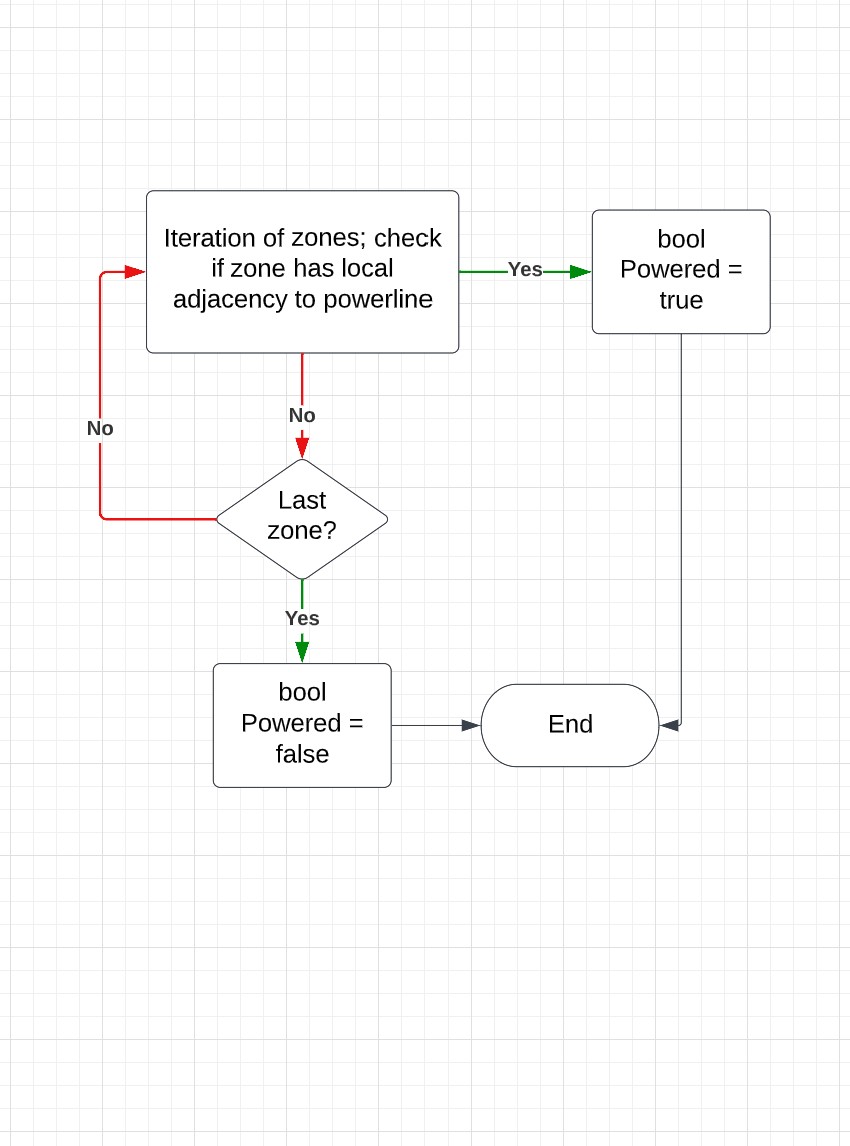 Iteration of zones; check
if zone has local
adjacency to powerline
Yes
bool
Powered =
true
No
No
Last
zone?
Yes
bool
Powered =
false
End